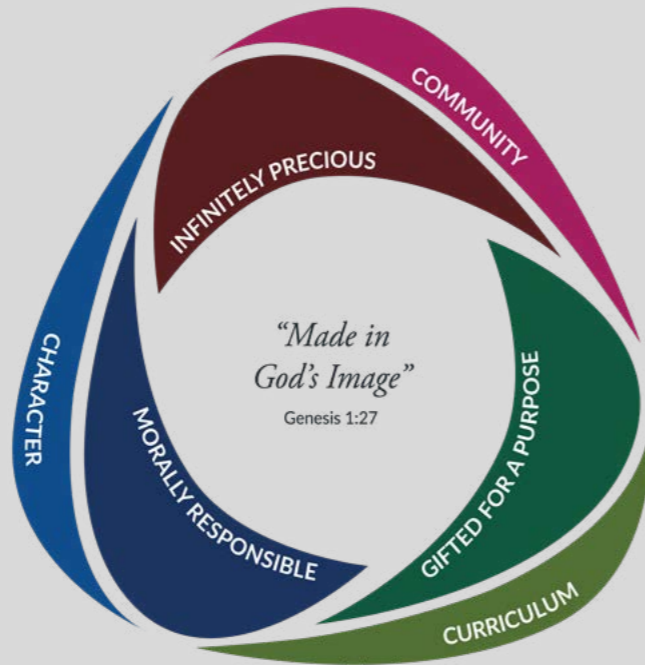 COMMUNITY
INFINITELY PRECIOUS
“Made in
God’s Image”
Genesis 1:27
CHARACTER
MORALLY RESPONSIBLE
GIFTED FOR A PURPOSE
CURRICULUM